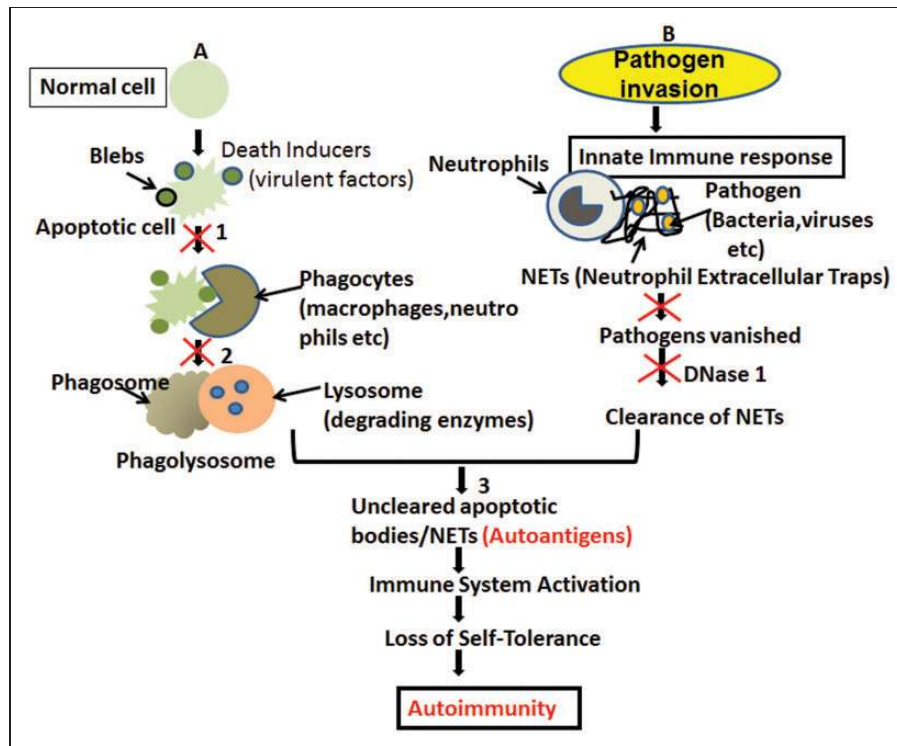 A
Normal cell
Blebs
Death Inducers
(virulent factors)
Apoptotic cell
1
Phagocytes
(macrophages,neutro
phils etc)
2
Phagosome
Lysosome
(degrading enzymes)
Phagolysosome
B
Pathogen
invasion
Innate Immune response
Neutrophils
Pathogen
(Bacteria,viruses
etc)
NETs (Neutrophil Extracellular Traps)
Pathogens vanished
DNase 1
Clearance of NETs
3
Uncleared apoptotic
bodies/NETs (Autoantigens)
Immune System Activation
Loss of Self-Tolerance
Autoimmunity